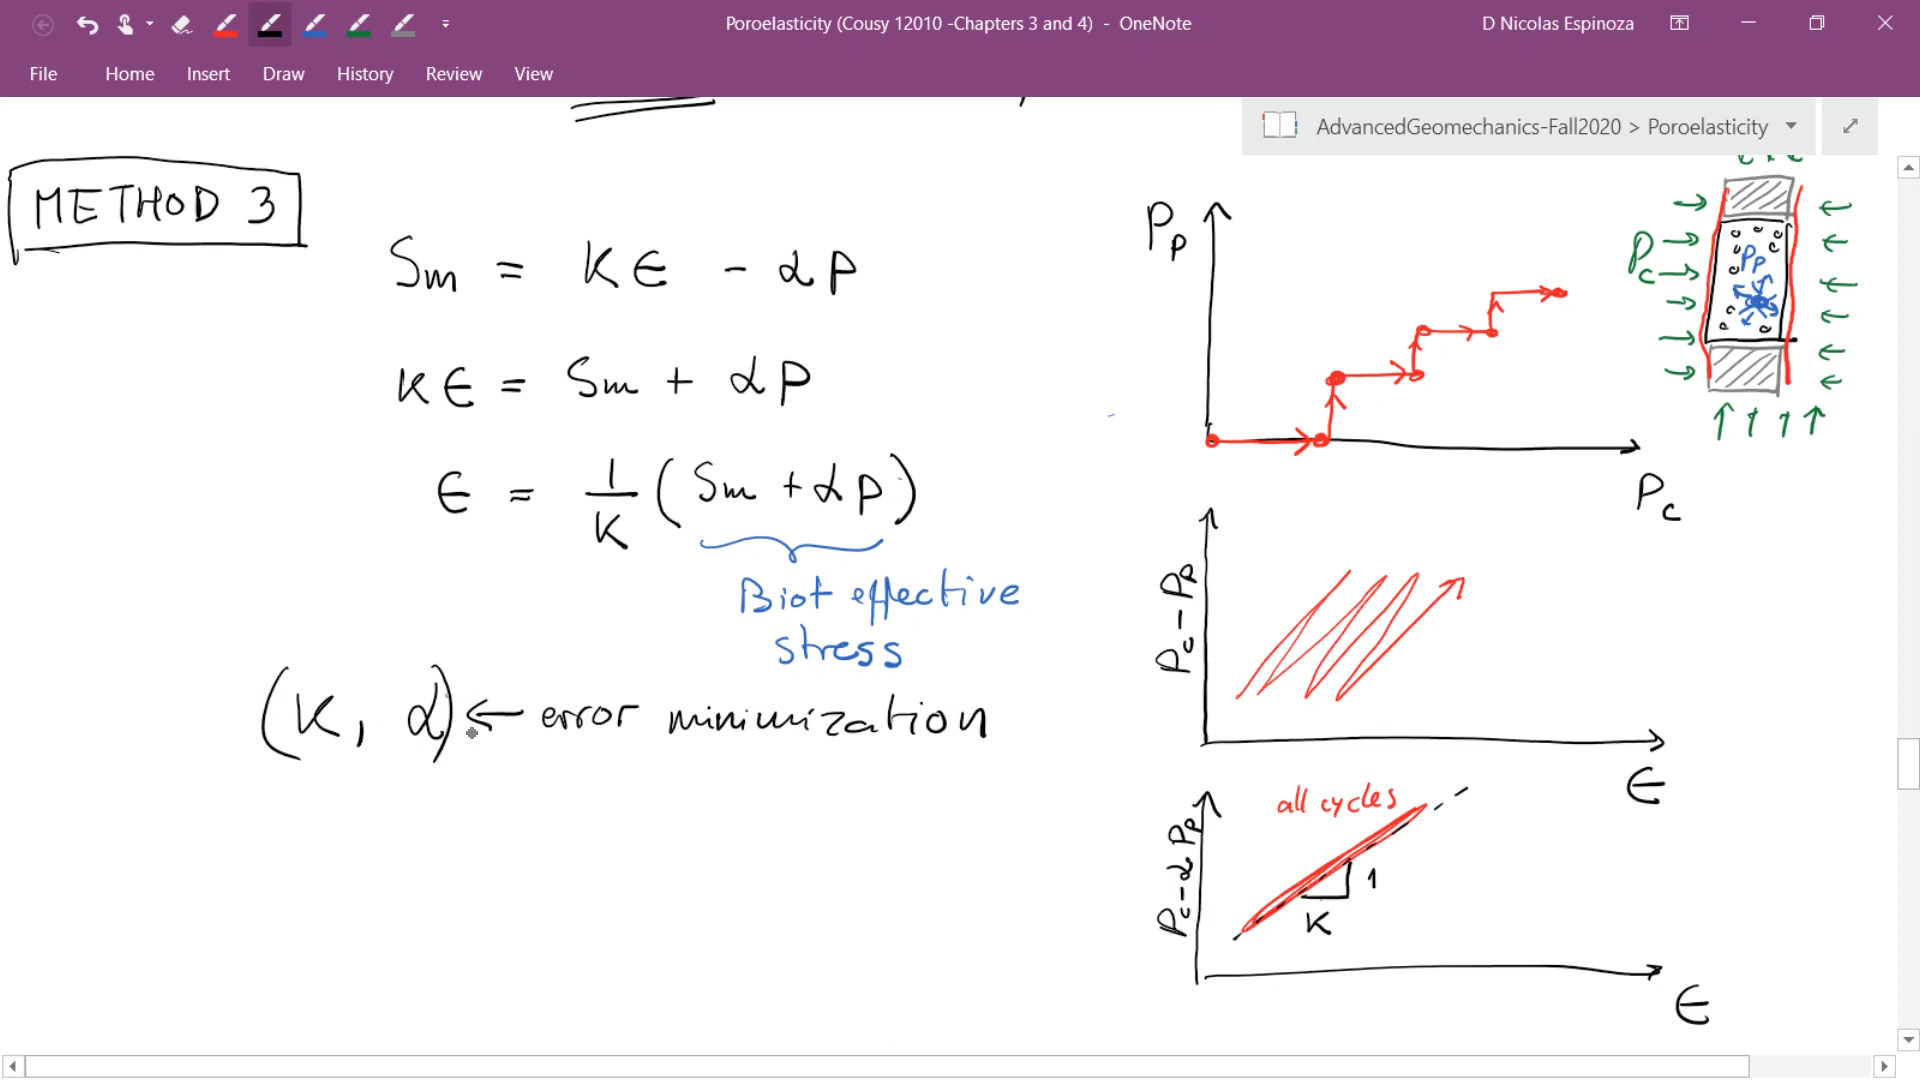 Poroelasticity (Cousy 12010 -Chapters 3 and 4) - OneNote
D Nicolas Espinoza
File Home Insert Draw History Review View
AdvancedGeomechanics-Fall2020 > Poroelasticity
METHOD 3
Sm = Kϵ - αp
Kϵ = Sm + αp
ϵ = 1/K (Sm + αp)
Biot effective
stress
(K, α) ← error minimization
Pp
Pc
Pc
Pp
Pc - Pp
ϵ
all cycles
Pc - α Pp
1
K
ϵ